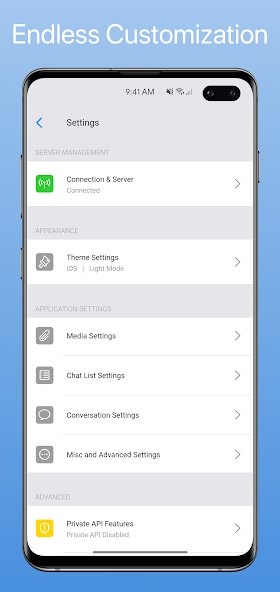 Endless Customization
9:41 AM
Settings
SERVER MANAGEMENT
Connection & Server
Connected
APPEARANCE
Theme Settings
iOS | Light Mode
APPLICATION SETTINGS
Media Settings
Chat List Settings
Conversation Settings
Misc and Advanced Settings
ADVANCED
Private API Features
Private API Disabled